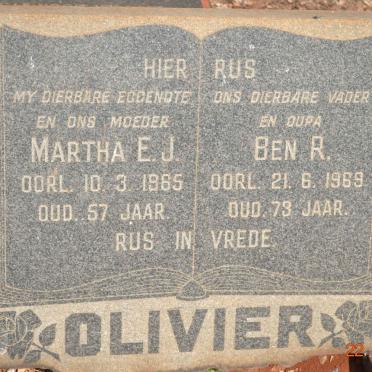 HIER RUS
MY DIERBARE EGGENOTE
EN ONS MOEDER
MARTHA E.J.
OORL. 10. 3. 1965
OUD. 57 JAAR.
ONS DIERBARE VADER
EN OUPA
BEN R.
OORL. 21. 6. 1969
OUD. 73 JAAR.
RUS IN VREDE
OLIVIER
22